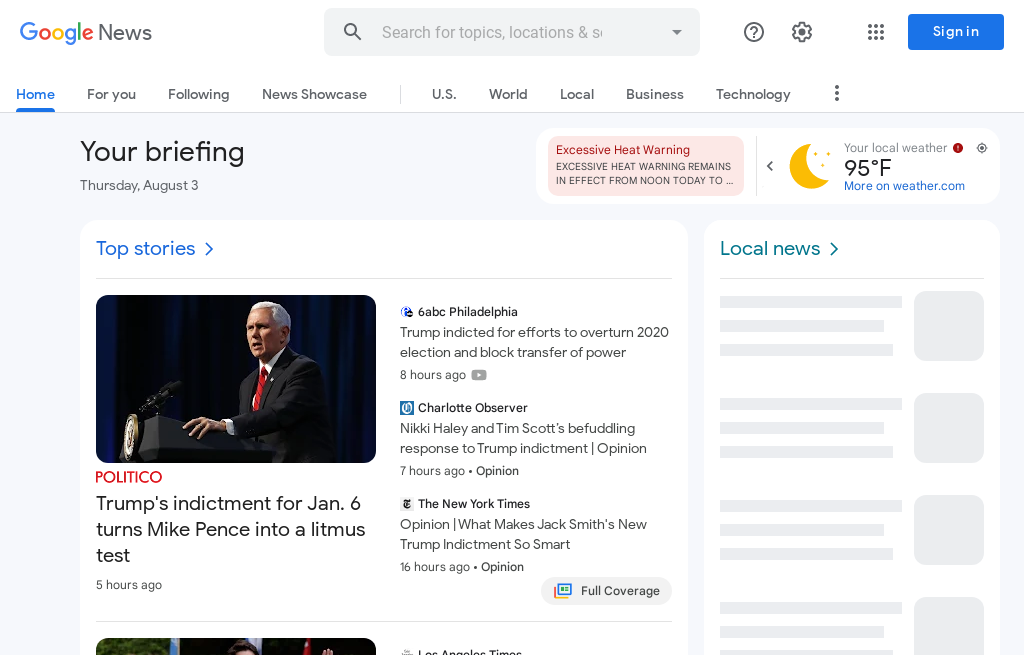 Google News
Search for topics, locations & s
Sign in
Home
For you
Following
News Showcase
U.S.
World
Local
Business
Technology
Your briefing
Thursday, August 3
Excessive Heat Warning
EXCESSIVE HEAT WARNING REMAINS
IN EFFECT FROM NOON TODAY TO ...
Your local weather
95°F
More on weather.com
Top stories
POLITICO
Trump's indictment for Jan. 6
turns Mike Pence into a litmus
test
5 hours ago
6abc Philadelphia
Trump indicted for efforts to overturn 2020
election and block transfer of power
8 hours ago
Charlotte Observer
Nikki Haley and Tim Scott's befuddling
response to Trump indictment | Opinion
7 hours ago • Opinion
The New York Times
Opinion | What Makes Jack Smith's New
Trump Indictment So Smart
16 hours ago • Opinion
Full Coverage
Los Angeles Times
Local news